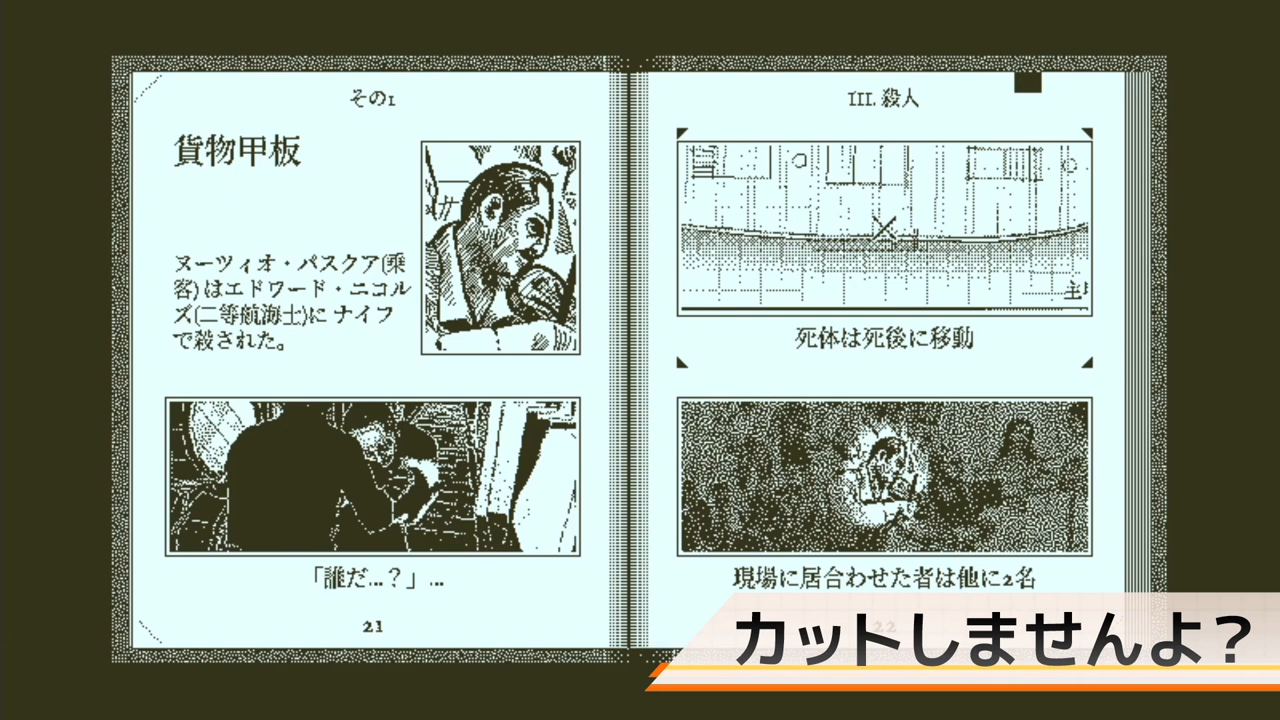 その1
貨物甲板
ヌーツィオ・パスクア(乗
客)はエドワード・ニコル
ズ(二等航海士)に ナイフ
で殺された。
「誰だ...？」...
21
III. 殺人
主
死体は死後に移動
現場に居合わせた者は他に2名
22
カットしませんよ？